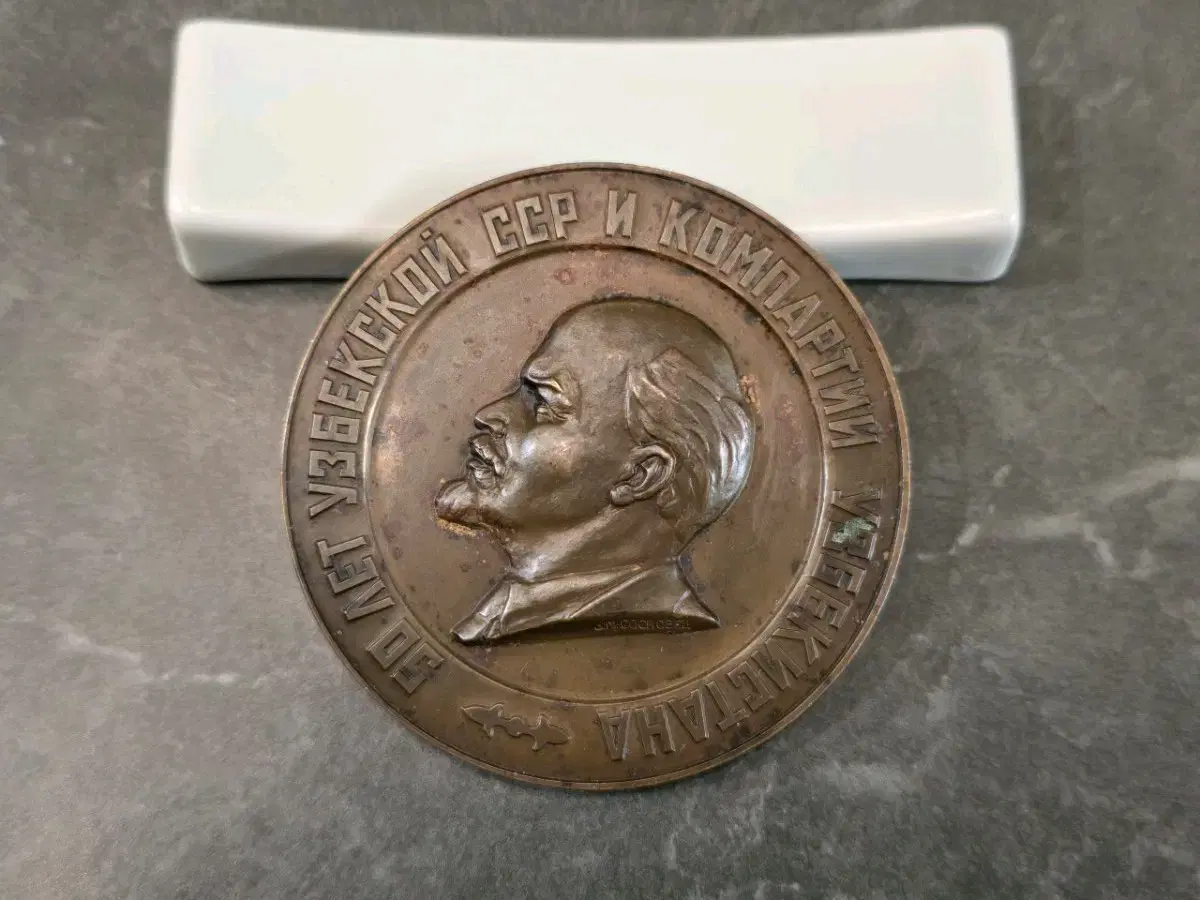 50 ЛЕТ УЗБЕКСКОЙ ССР И КОМПАРТИИ УЗБЕКИСТАНА